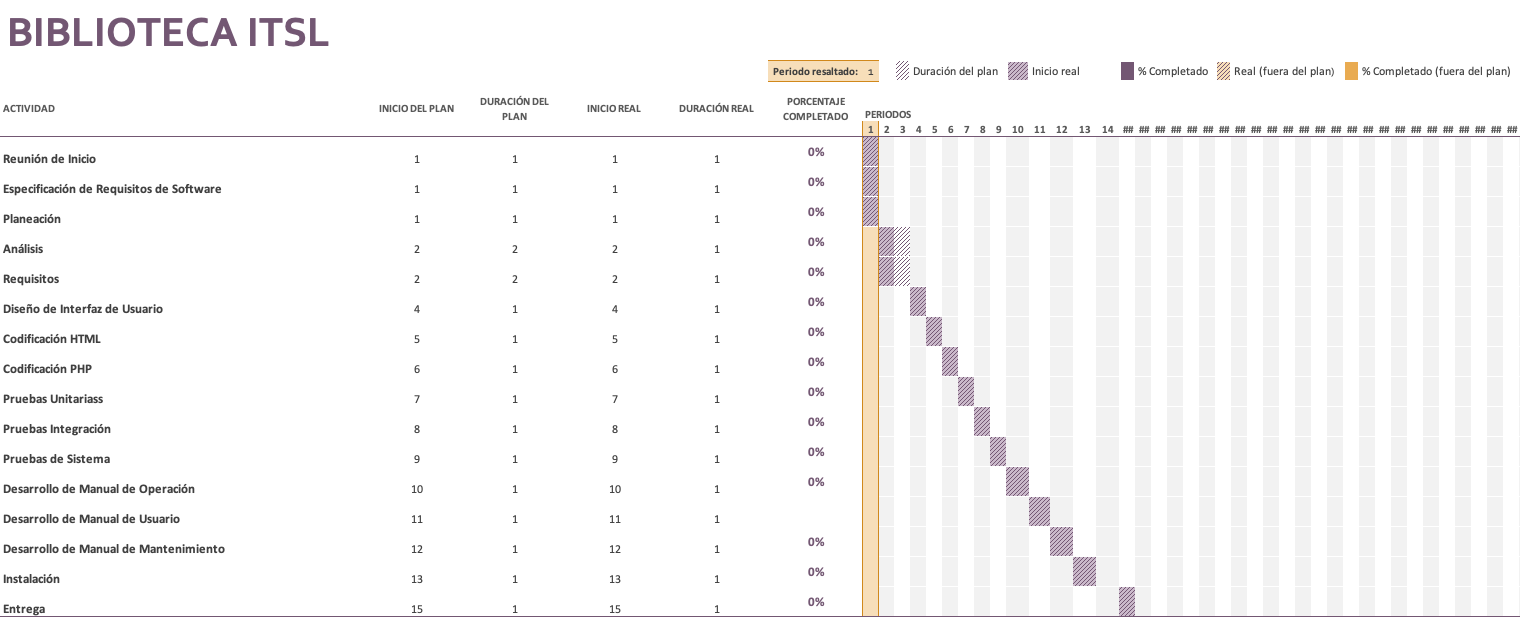 BIBLIOTECA ITSL
Periodo resaltado: 1 Duración del plan Inicio real % Completado Real (fuera del plan) % Completado (fuera del plan)
ACTIVIDAD INICIO DEL PLAN DURACIÓN DEL PLAN INICIO REAL DURACIÓN REAL PORCENTAJE COMPLETADO PERIODOS
1 2 3 4 5 6 7 8 9 10 11 12 13 14 ## ## ## ## ## ## ## ## ## ## ## ## ## ## ## ## ## ## ## ## ## ## ## ## ##
Reunión de Inicio 1 1 1 1 0%
Especificación de Requisitos de Software 1 1 1 1 0%
Planeación 1 1 1 1 0%
Análisis 2 2 2 1 0%
Requisitos 2 2 2 1 0%
Diseño de Interfaz de Usuario 4 1 4 1 0%
Codificación HTML 5 1 5 1 0%
Codificación PHP 6 1 6 1 0%
Pruebas Unitariass 7 1 7 1 0%
Pruebas Integración 8 1 8 1 0%
Pruebas de Sistema 9 1 9 1 0%
Desarrollo de Manual de Operación 10 1 10 1 0%
Desarrollo de Manual de Usuario 11 1 11 1
Desarrollo de Manual de Mantenimiento 12 1 12 1 0%
Instalación 13 1 13 1 0%
Entrega 15 1 15 1 0%